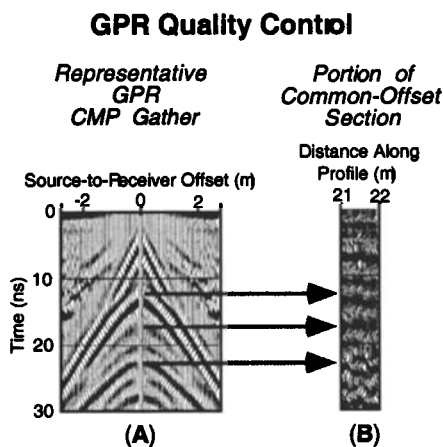 GPR Quality Control
Representative
GPR
CMP Gather
Portion of
Common-Offset
Section
Distance Along
Profile (m)
Source-to-Receiver Offset (m)
-2 0 2
21 22
0
10
20
30
Time (ns)
(A)
(B)